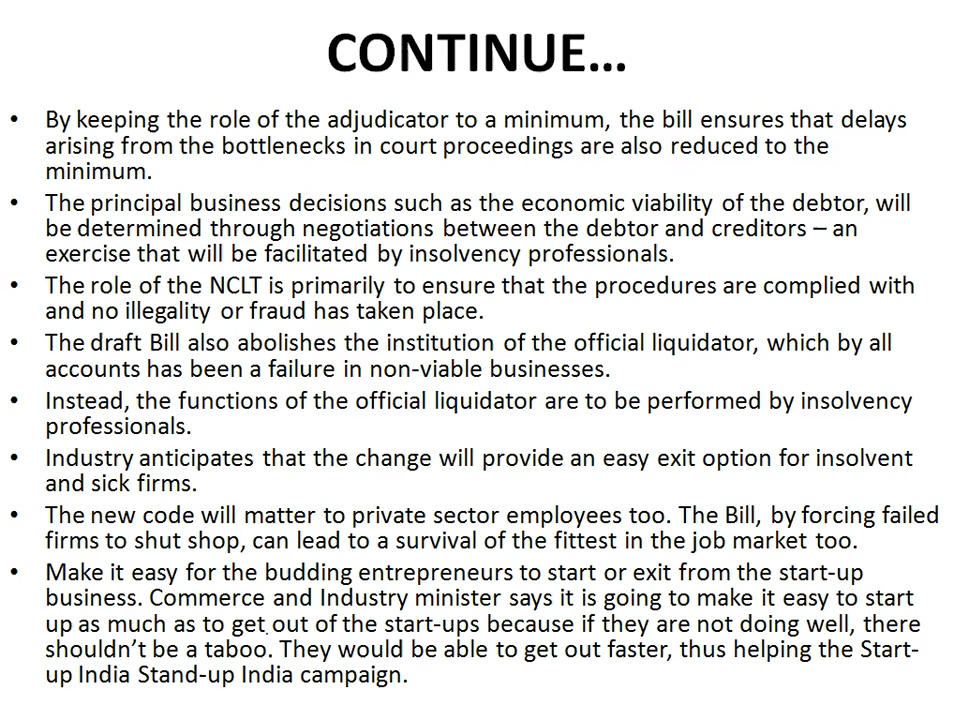 CONTINUE...
• By keeping the role of the adjudicator to a minimum, the bill ensures that delays
arising from the bottlenecks in court proceedings are also reduced to the
minimum.
• The principal business decisions such as the economic viability of the debtor, will
be determined through negotiations between the debtor and creditors – an
exercise that will be facilitated by insolvency professionals.
• The role of the NCLT is primarily to ensure that the procedures are complied with
and no illegality or fraud has taken place.
• The draft Bill also abolishes the institution of the official liquidator, which by all
accounts has been a failure in non-viable businesses.
• Instead, the functions of the official liquidator are to be performed by insolvency
professionals.
• Industry anticipates that the change will provide an easy exit option for insolvent
and sick firms.
• The new code will matter to private sector employees too. The Bill, by forcing failed
firms to shut shop, can lead to a survival of the fittest in the job market too.
• Make it easy for the budding entrepreneurs to start or exit from the start-up
business. Commerce and Industry minister says it is going to make it easy to start
up as much as to get out of the start-ups because if they are not doing well, there
shouldn't be a taboo. They would be able to get out faster, thus helping the Start-
up India Stand-up India campaign.